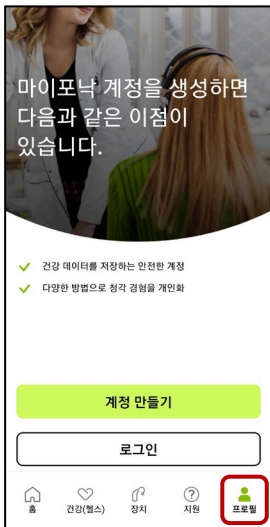 마이포낙 계정을 생성하면
다음과 같은 이점이
있습니다.
건강 데이터를 저장하는 안전한 계정
다양한 방법으로 청각 경험을 개인화
계정 만들기
로그인
홈
건강(헬스)
장치
지원
프로필